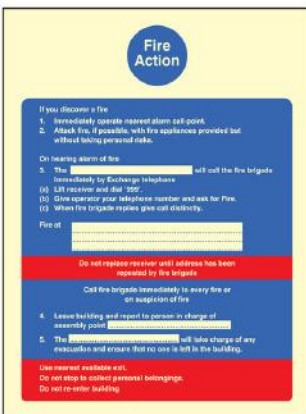 Fire
Action
If you discover a fire
1. Immediately operate nearest alarm call-point.
2. Attack fire, if possible, with fire appliances provided but
without taking personal risks.
On hearing alarm of fire
3. The will call the fire brigade
immediately by Exchange telephone
(a) Lift receiver and dial '999'.
(b) Give operator your telephone number and ask for Fire.
(c) When fire brigade replies give call distinctly.
Fire at
Do not replace receiver until address has been
repeated by fire brigade
Call fire brigade immediately to every fire or
on suspicion of fire
4. Leave building and report to person in charge of
assembly point
5. The will take charge of any
evacuation and ensure that no one is left in the building.
Use nearest available exit.
Do not stop to collect personal belongings.
Do not re-enter building